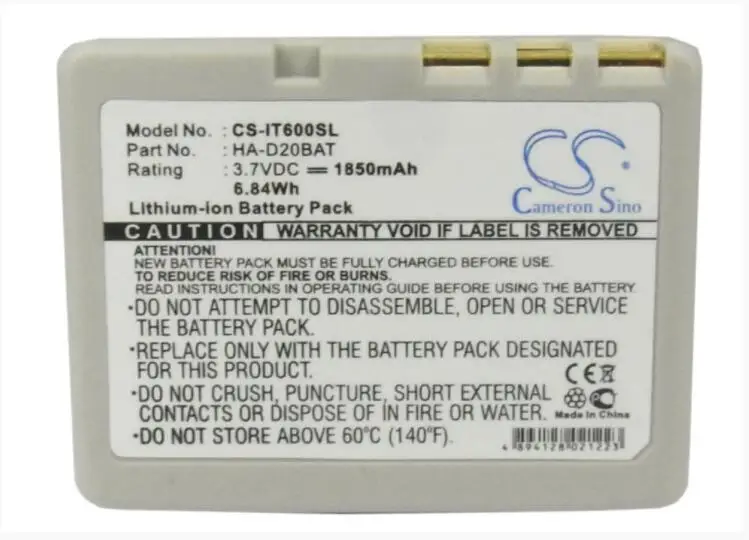 Model No. : CS-IT600SL
Part No. : HA-D20BAT
Rating : 3.7VDC ⎓ 1850mAh
6.84Wh
Lithium-ion Battery Pack
CS
Cameron Sino
CAUTION WARRANTY VOID IF LABEL IS REMOVED
ATTENTION!
NEW BATTERY PACK MUST BE FULLY CHARGED BEFORE USE.
TO REDUCE RISK OF FIRE OR BURNS.
READ INSTRUCTIONS IN OPERATING GUIDE BEFORE USING BATTERY
·DO NOT ATTEMPT TO DISASSEMBLE, OPEN OR SERVICE
THE BATTERY PACK.
·REPLACE ONLY WITH THE BATTERY PACK DESIGNATED
FOR THIS PRODUCT.
·DO NOT CRUSH, PUNCTURE, SHORT EXTERNAL
CONTACTS OR DISPOSE OF IN FIRE OR WATER.
·DO NOT STORE ABOVE 60°C (140°F).
CE
Made in China
4 894128 021223